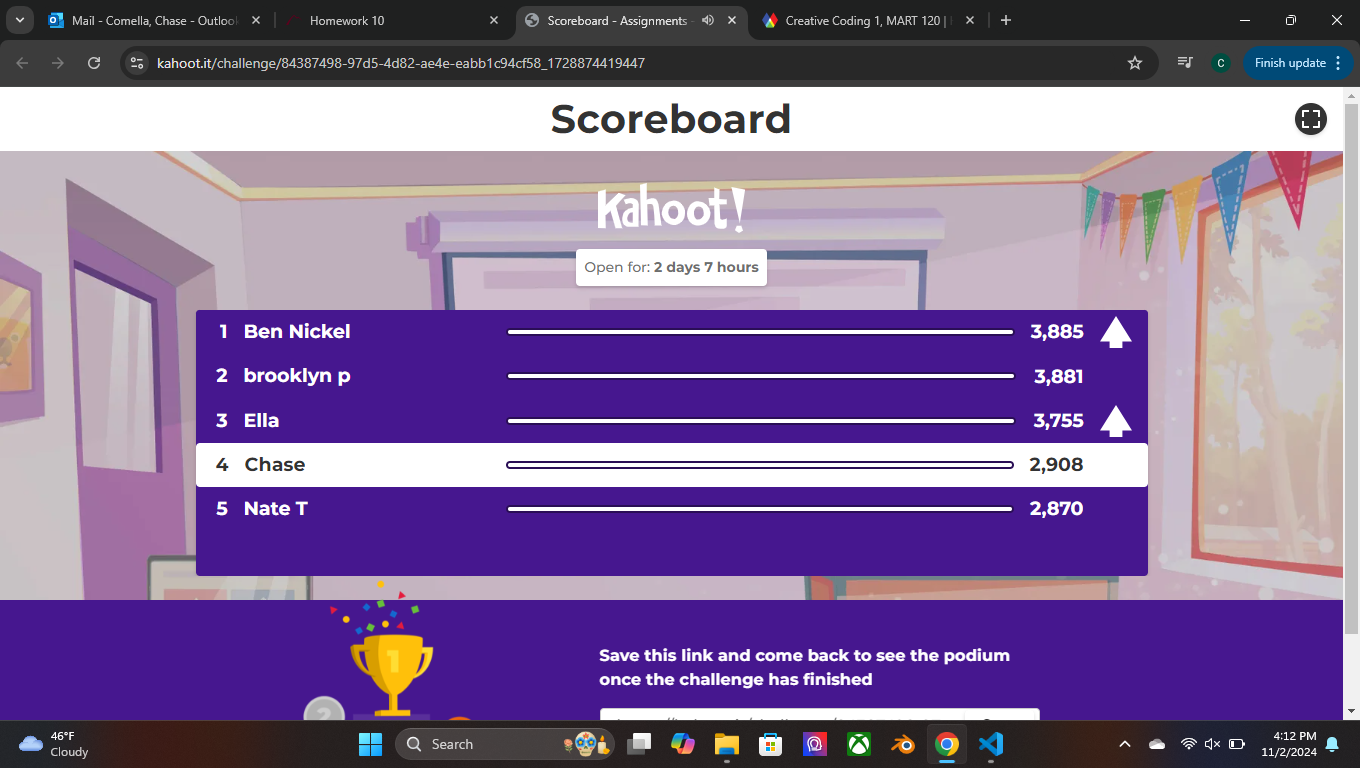 Mail - Comella, Chase - Outlook
Homework 10
Scoreboard - Assignments -
Creative Coding 1, MART 120 |
kahoot.it/challenge/84387498-97d5-4d82-ae4e-eabb1c94cf58_1728874419447
C
Finish update
Scoreboard
Kahoot!
Open for: 2 days 7 hours
1 Ben Nickel 3,885
2 brooklyn p 3,881
3 Ella 3,755
4 Chase 2,908
5 Nate T 2,870
1
2
Save this link and come back to see the podium
once the challenge has finished
46°F
Cloudy
Search
4:12 PM
11/2/2024